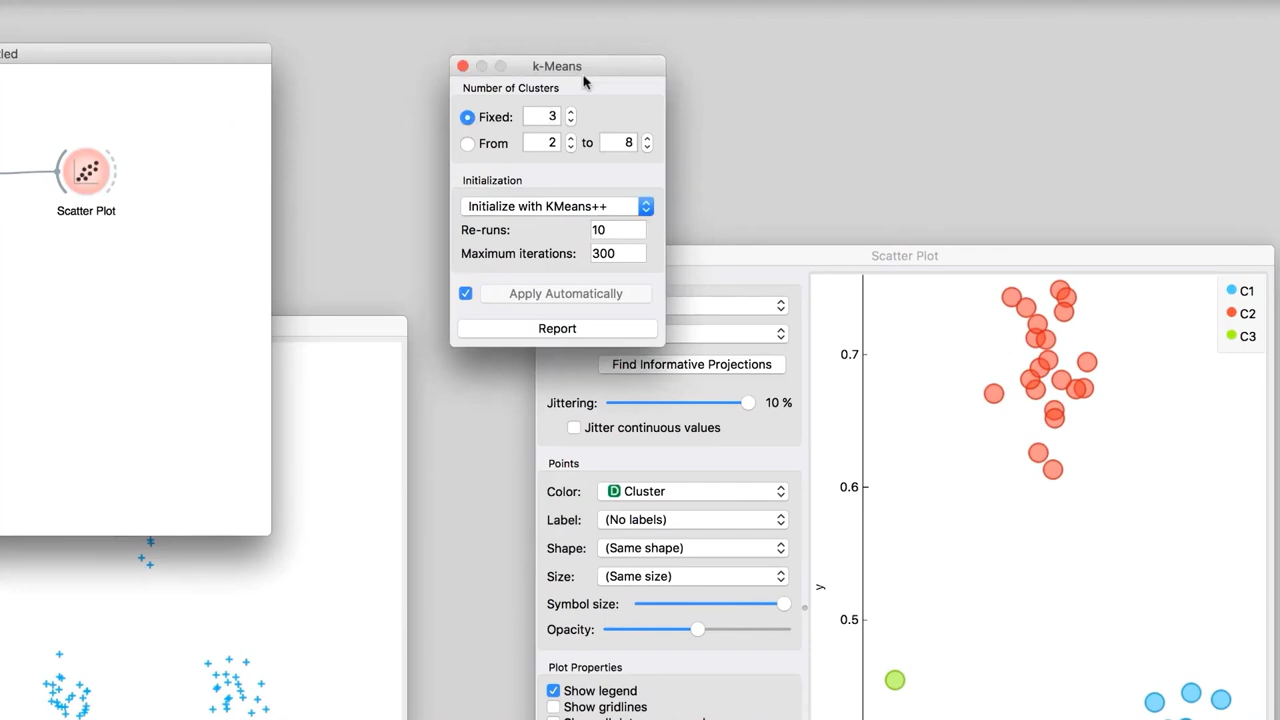 led
k-Means
Number of Clusters
Fixed: 3
From 2 to 8
Initialization
Initialize with KMeans++
Re-runs: 10
Maximum iterations: 300
Apply Automatically
Report
Scatter Plot
Scatter Plot
Find Informative Projections
Jittering: 10 %
Jitter continuous values
Points
Color: D Cluster
Label: (No labels)
Shape: (Same shape)
Size: (Same size)
Symbol size:
Opacity:
Plot Properties
Show legend
Show gridlines
C1
C2
C3
0.7
0.6
y
0.5